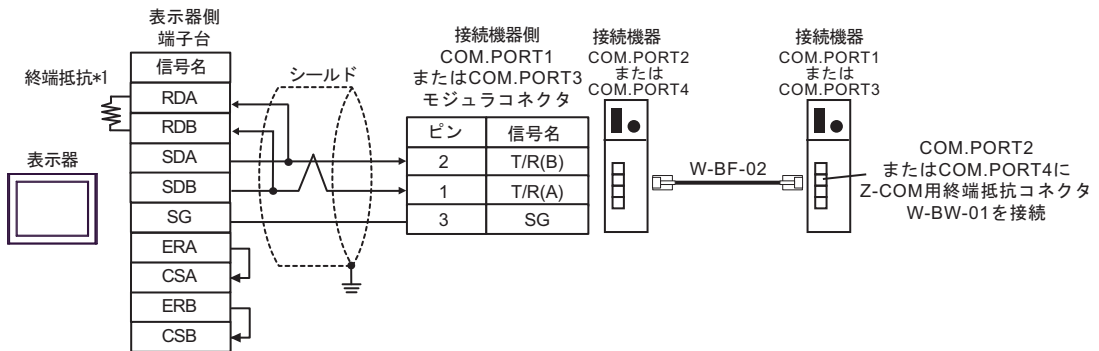 表示器側
端子台
信号名
RDA
RDB
SDA
SDB
SG
ERA
CSA
ERB
CSB
終端抵抗*1
表示器
シールド
接続機器側
COM.PORT1
またはCOM.PORT3
モジュラコネクタ
ピン 信号名
2 T/R(B)
1 T/R(A)
3 SG
接続機器
COM.PORT2
または
COM.PORT4
W-BF-02
接続機器
COM.PORT1
または
COM.PORT3
COM.PORT2
またはCOM.PORT4に
Z-COM用終端抵抗コネクタ
W-BW-01を接続